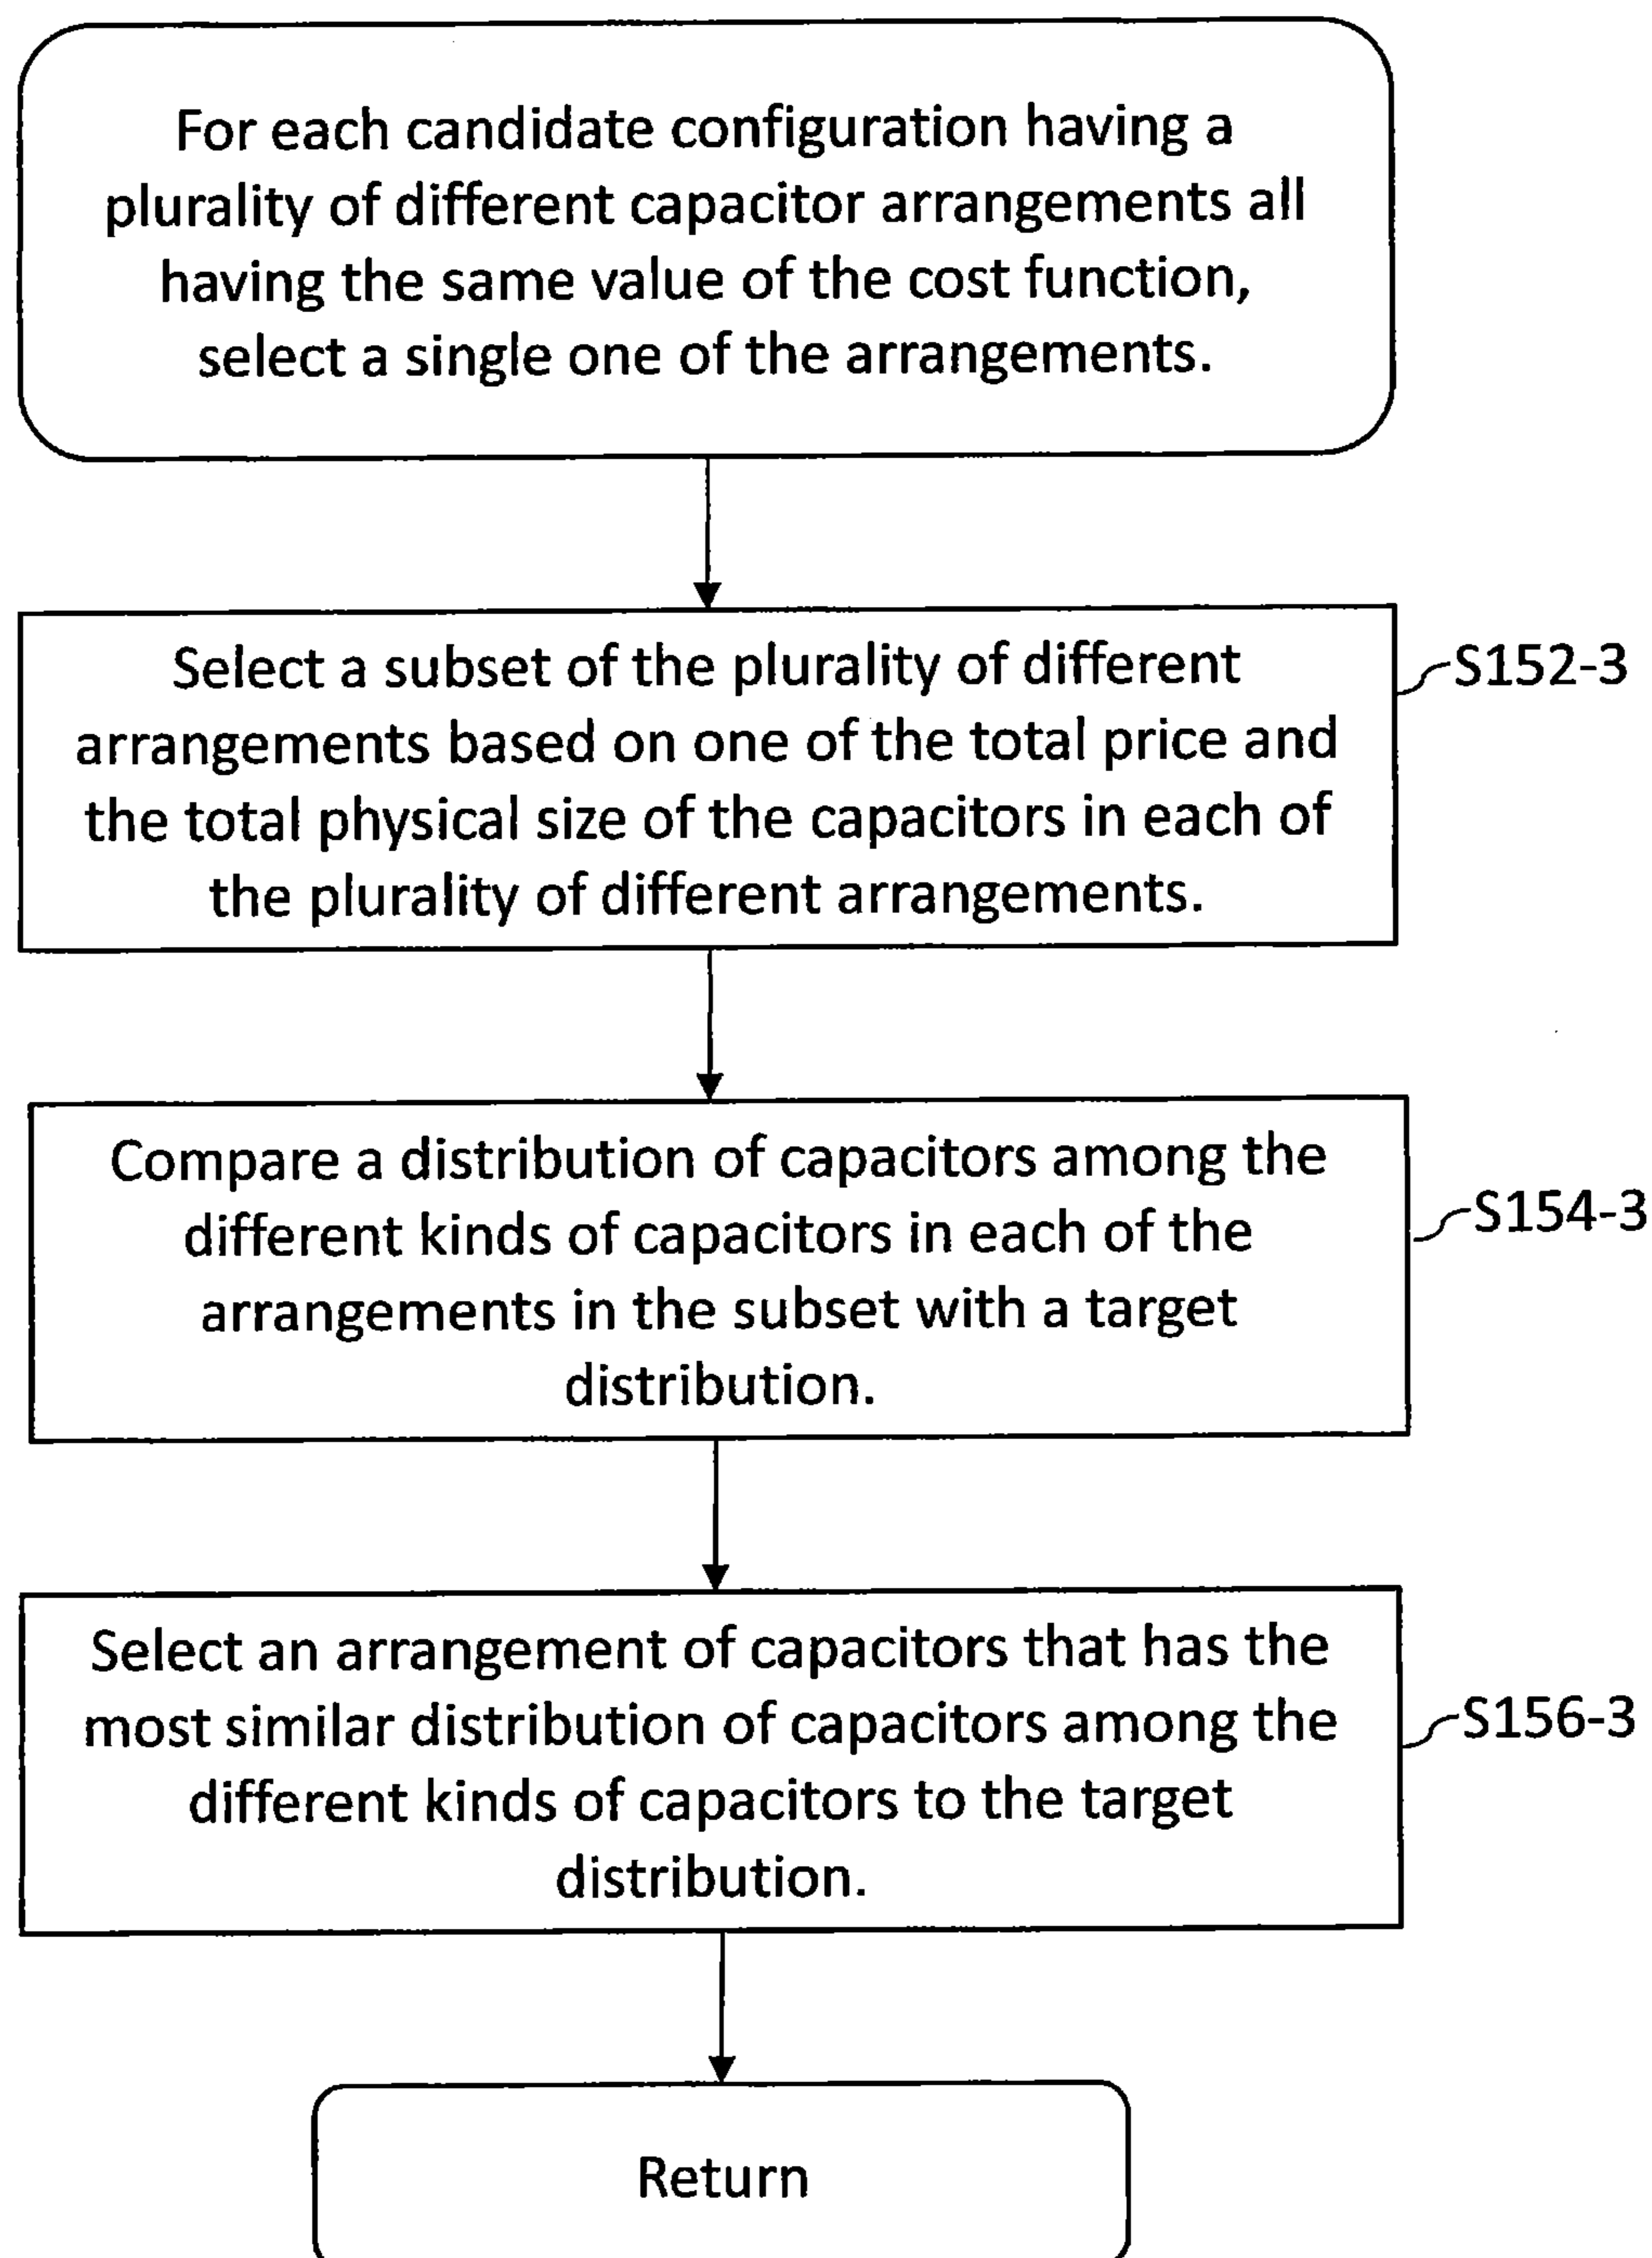 For each candidate configuration having a
plurality of different capacitor arrangements all
having the same value of the cost function,
select a single one of the arrangements.
Select a subset of the plurality of different
arrangements based on one of the total price and
the total physical size of the capacitors in each of
the plurality of different arrangements.
S152-3
Compare a distribution of capacitors among the
different kinds of capacitors in each of the
arrangements in the subset with a target
distribution.
S154-3
Select an arrangement of capacitors that has the
most similar distribution of capacitors among the
different kinds of capacitors to the target
distribution.
S156-3
Return